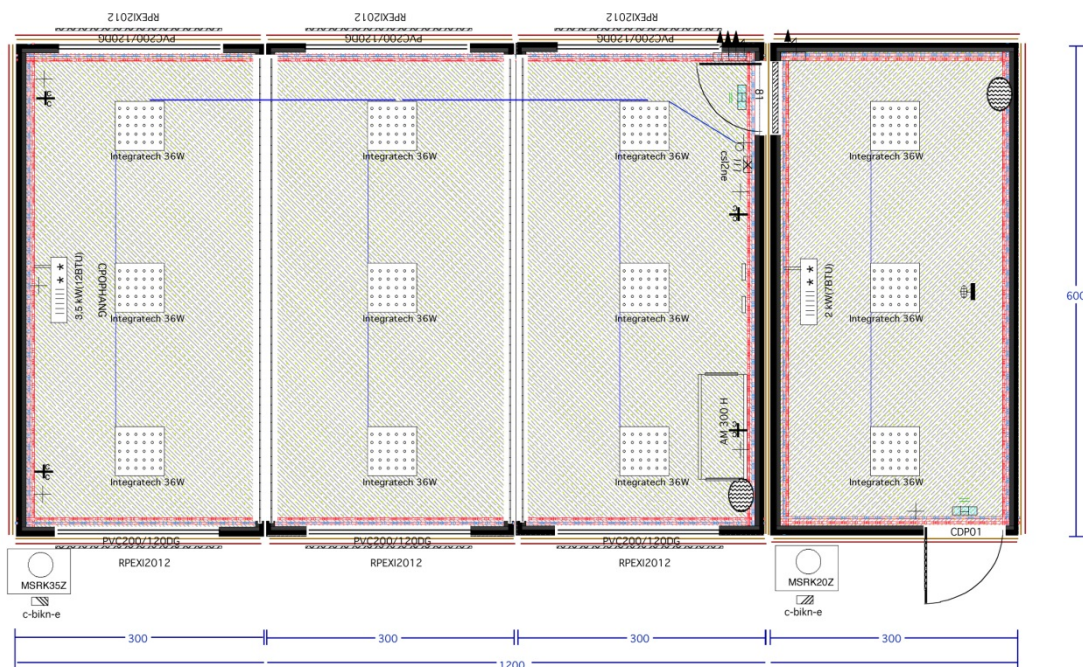 RPEXI2012
RPEXI2012
RPEXI2012
PVC200/120DG
PVC200/120DG
PVC200/120DG
81
Integratech 36W
Integratech 36W
Integratech 36W
Integratech 36W
csl2ne
3,5 kW(12BTU)
CPOPHANG
2 kW(7BTU)
600
Integratech 36W
Integratech 36W
Integratech 36W
Integratech 36W
AM 300 H
Integratech 36W
Integratech 36W
Integratech 36W
Integratech 36W
PVC200/120DG
PVC200/120DG
PVC200/120DG
CDP01
RPEXI2012
RPEXI2012
RPEXI2012
MSRK35Z
MSRK20Z
c-bikn-e
c-bikn-e
300
300
300
300
1200